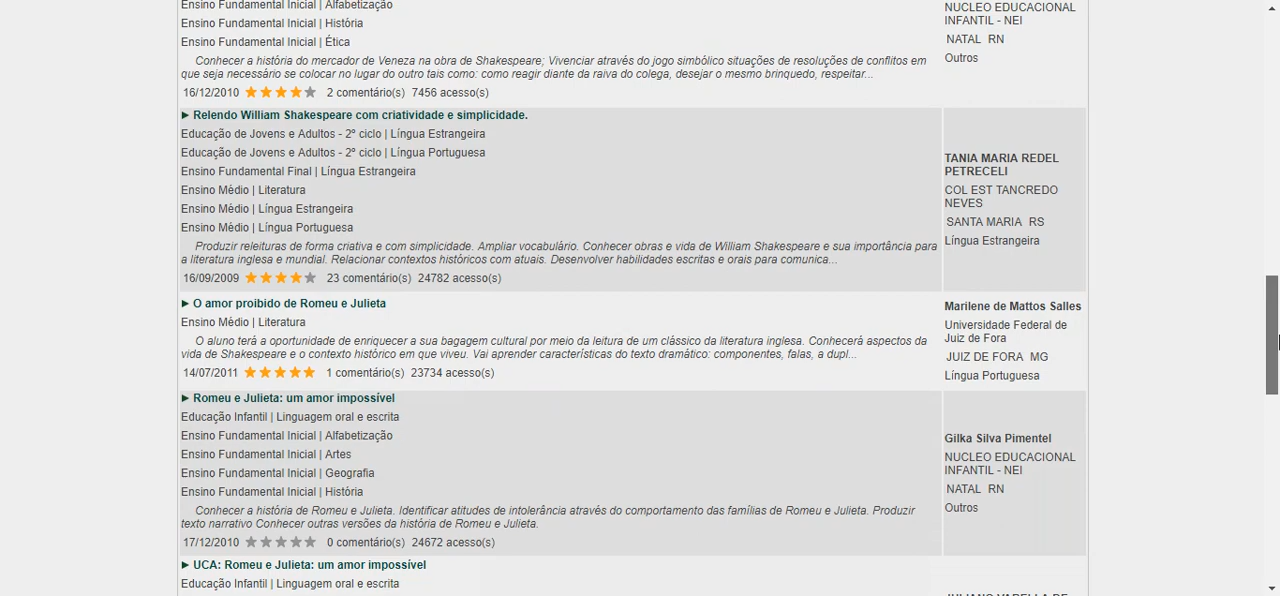 Ensino Fundamental Inicial | Alfabetização
Ensino Fundamental Inicial | História
Ensino Fundamental Inicial | Ética
Conhecer a história do mercador de Veneza na obra de Shakespeare; Vivenciar através do jogo simbólico situações de resoluções de conflitos em
que seja necessário se colocar no lugar do outro tais como: como reagir diante da raiva do colega, desejar o mesmo brinquedo, respeitar...
16/12/2010 2 comentário(s) 7456 acesso(s)
NUCLEO EDUCACIONAL
INFANTIL - NEI
NATAL RN
Outros
► Relendo William Shakespeare com criatividade e simplicidade.
Educação de Jovens e Adultos - 2º ciclo | Língua Estrangeira
Educação de Jovens e Adultos - 2º ciclo | Língua Portuguesa
Ensino Fundamental Final | Língua Estrangeira
Ensino Médio | Literatura
Ensino Médio | Língua Estrangeira
Ensino Médio | Língua Portuguesa
Produzir releituras de forma criativa e com simplicidade. Ampliar vocabulário. Conhecer obras e vida de William Shakespeare e sua importância para
a literatura inglesa e mundial. Relacionar contextos históricos com atuais. Desenvolver habilidades escritas e orais para comunica...
16/09/2009 23 comentário(s) 24782 acesso(s)
TANIA MARIA REDEL
PETRECELI
COL EST TANCREDO
NEVES
SANTA MARIA RS
Língua Estrangeira
► O amor proibido de Romeu e Julieta
Ensino Médio | Literatura
O aluno terá a oportunidade de enriquecer a sua bagagem cultural por meio da leitura de um clássico da literatura inglesa. Conhecerá aspectos da
vida de Shakespeare e o contexto histórico em que viveu. Vai aprender características do texto dramático: componentes, falas, a dupl...
14/07/2011 1 comentário(s) 23734 acesso(s)
Marilene de Mattos Salles
Universidade Federal de
Juiz de Fora
JUIZ DE FORA MG
Língua Portuguesa
► Romeu e Julieta: um amor impossível
Educação Infantil | Linguagem oral e escrita
Ensino Fundamental Inicial | Alfabetização
Ensino Fundamental Inicial | Artes
Ensino Fundamental Inicial | Geografia
Ensino Fundamental Inicial | História
Conhecer a história de Romeu e Julieta. Identificar atitudes de intolerância através do comportamento das famílias de Romeu e Julieta. Produzir
texto narrativo Conhecer outras versões da história de Romeu e Julieta.
17/12/2010 0 comentário(s) 24672 acesso(s)
Gilka Silva Pimentel
NUCLEO EDUCACIONAL
INFANTIL - NEI
NATAL RN
Outros
► UCA: Romeu e Julieta: um amor impossível
Educação Infantil | Linguagem oral e escrita
JULIANO VARELLA DE